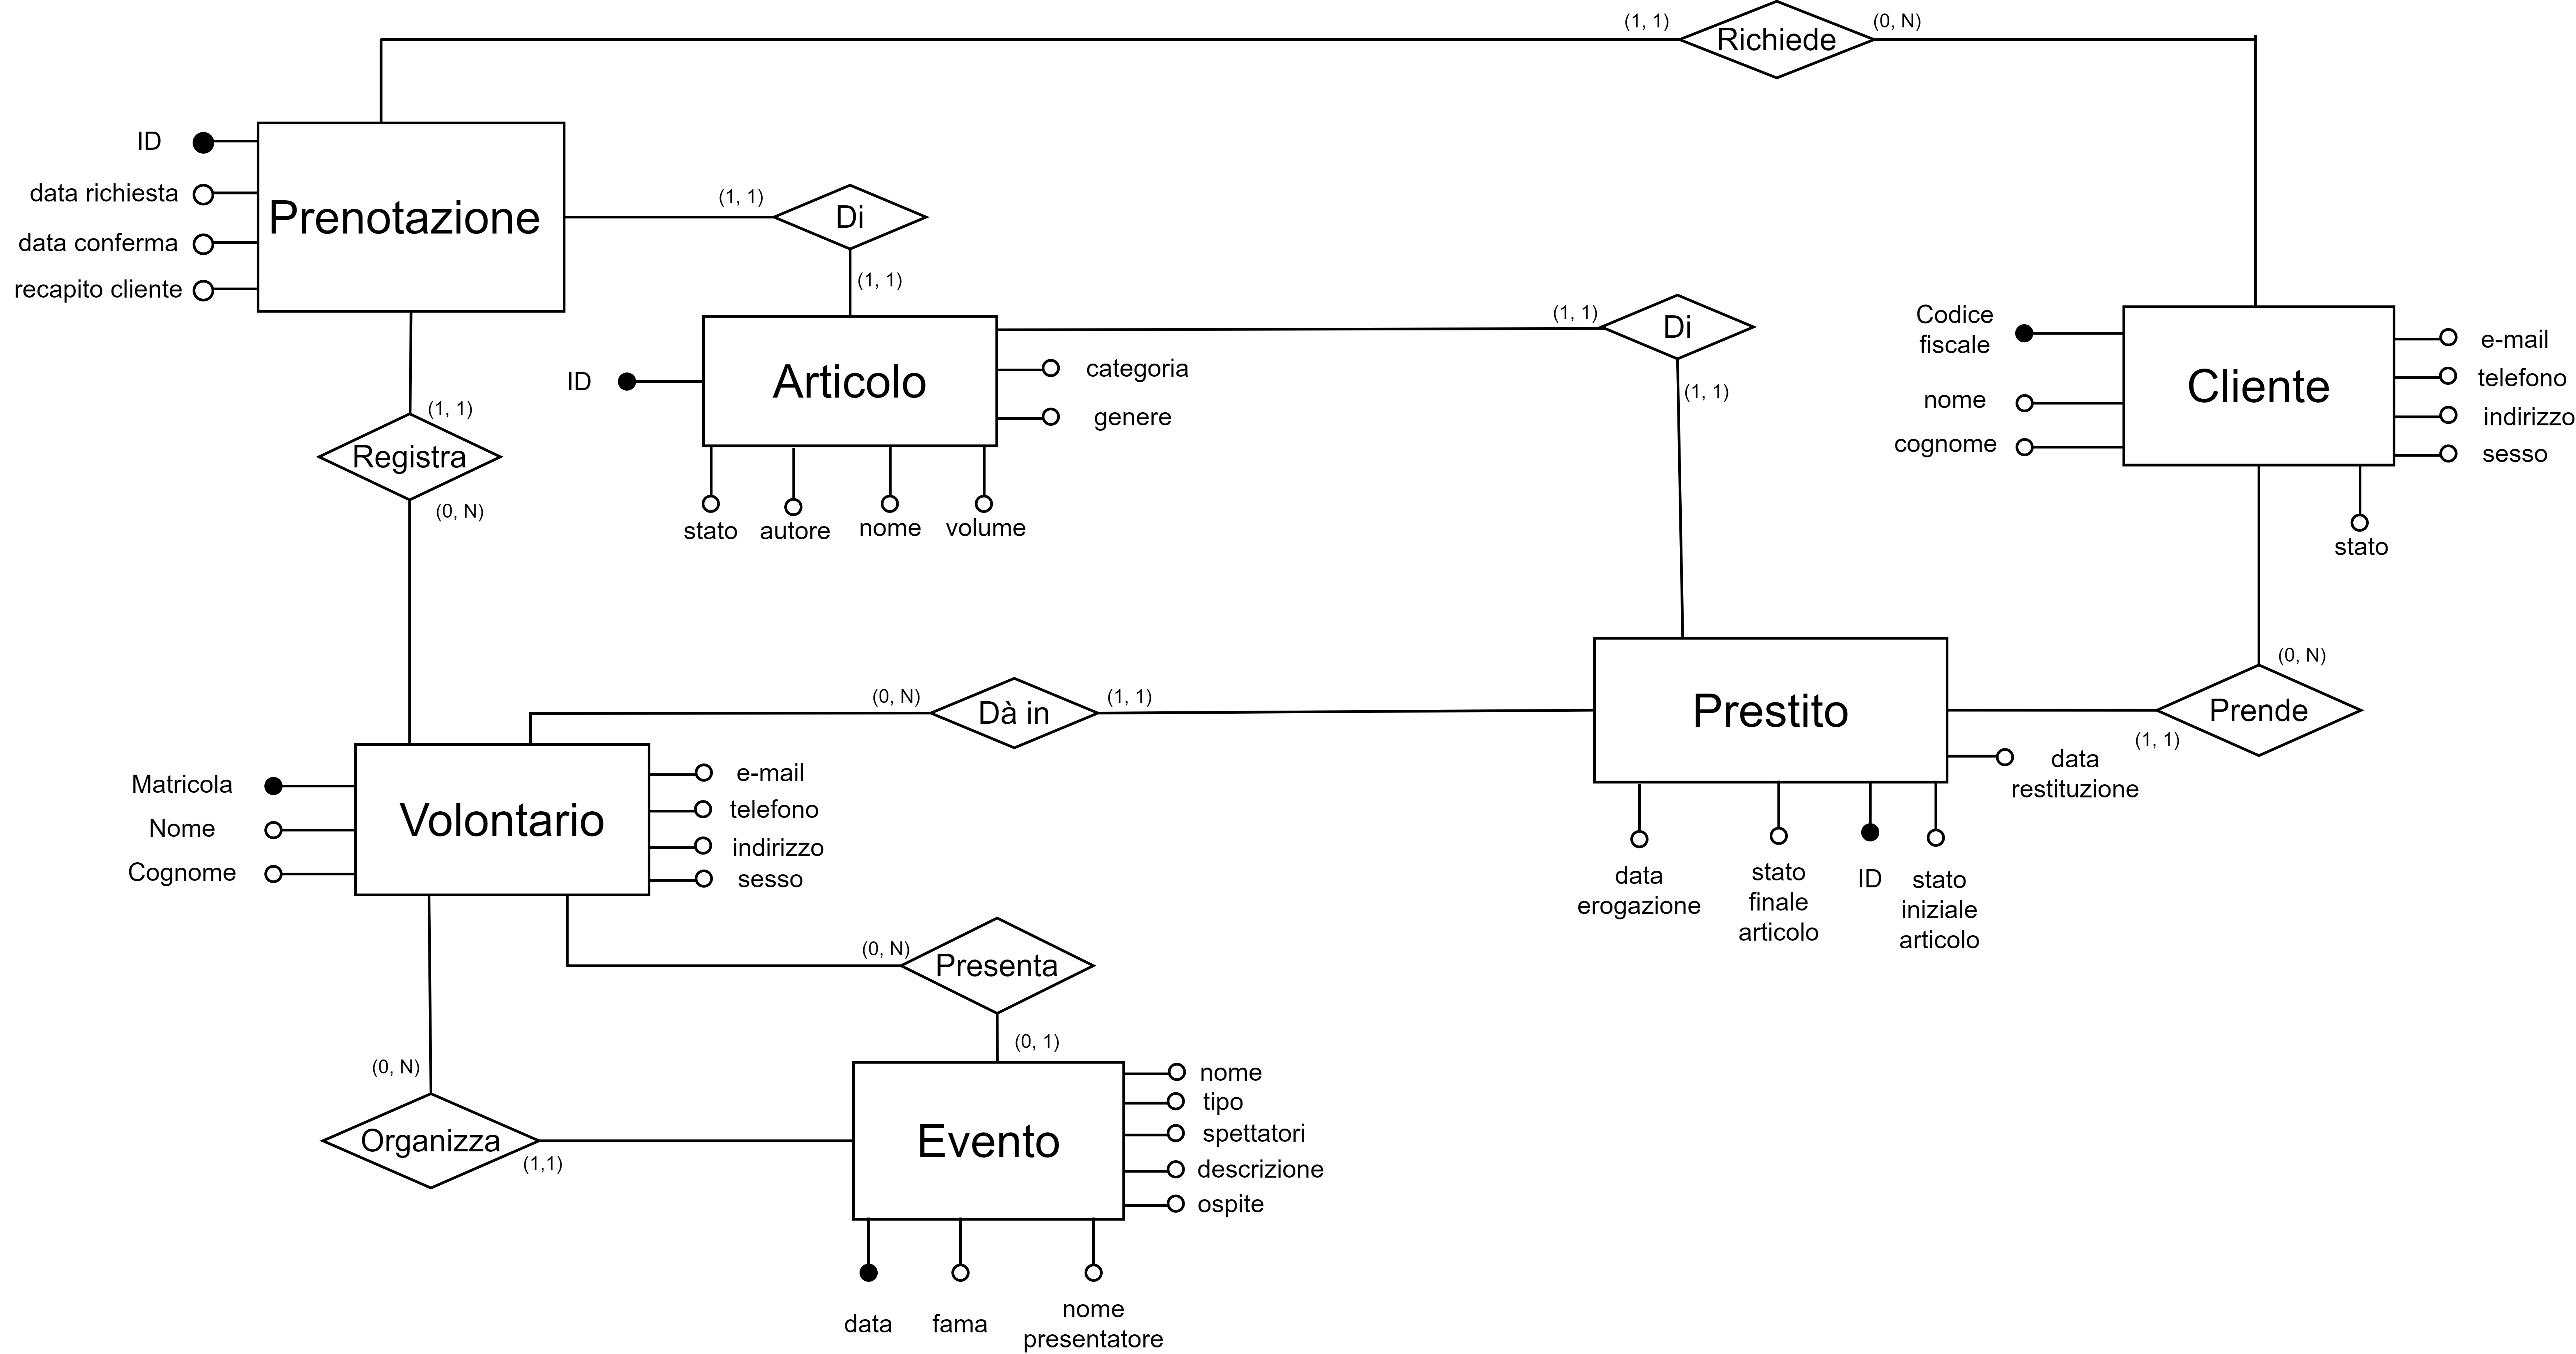 (1, 1)
Richiede
(0, N)
ID
data richiesta
data conferma
recapito cliente
Prenotazione
(1, 1)
Di
(1, 1)
(1, 1)
Di
(1, 1)
ID
Articolo
categoria
genere
stato
autore
nome
volume
Codice
fiscale
nome
cognome
Cliente
e-mail
telefono
indirizzo
sesso
stato
(1, 1)
Registra
(0, N)
(0, N)
Dà in
(1, 1)
Prestito
(0, N)
Prende
(1, 1)
data
restituzione
data
erogazione
stato
finale
articolo
ID
stato
iniziale
articolo
Matricola
Nome
Cognome
Volontario
e-mail
telefono
indirizzo
sesso
(0, N)
Presenta
(0, 1)
(0, N)
Organizza
(1,1)
Evento
nome
tipo
spettatori
descrizione
ospite
data
fama
nome
presentatore